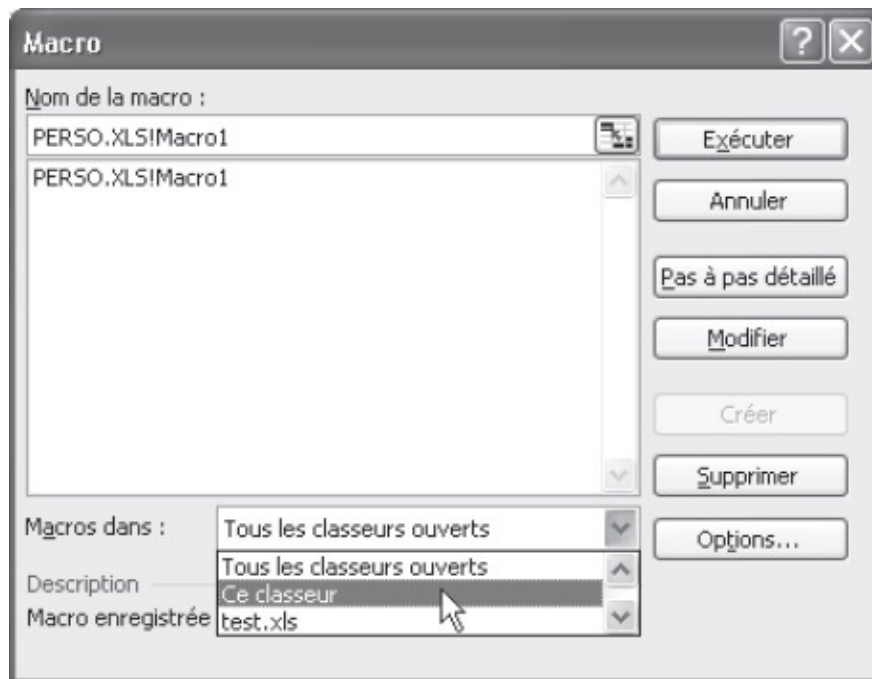 Macro
Nom de la macro :
PERSO.XLS!Macro1
PERSO.XLS!Macro1
Exécuter
Annuler
Pas à pas détaillé
Modifier
Créer
Supprimer
Options...
Macros dans :
Tous les classeurs ouverts
Tous les classeurs ouverts
Ce classeur
test.xls
Description
Macro enregistrée